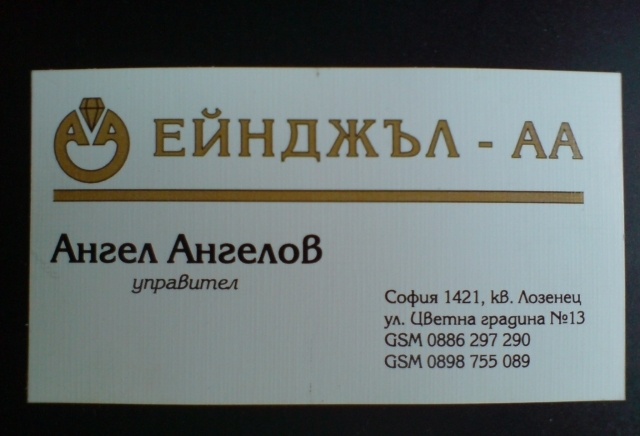 ЕЙНДЖЪЛ - АА
Ангел Ангелов
управител
София 1421, кв. Лозенец
ул. Цветна градина №13
GSM 0886 297 290
GSM 0898 755 089